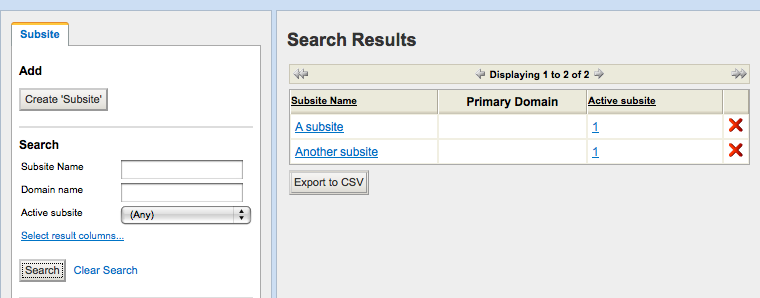 Subsite
Add
Create 'Subsite'
Search
Subsite Name
Domain name
Active subsite (Any)
Select result columns...
Search Clear Search
Search Results
Displaying 1 to 2 of 2
Subsite Name Primary Domain Active subsite
A subsite 1
Another subsite 1
Export to CSV